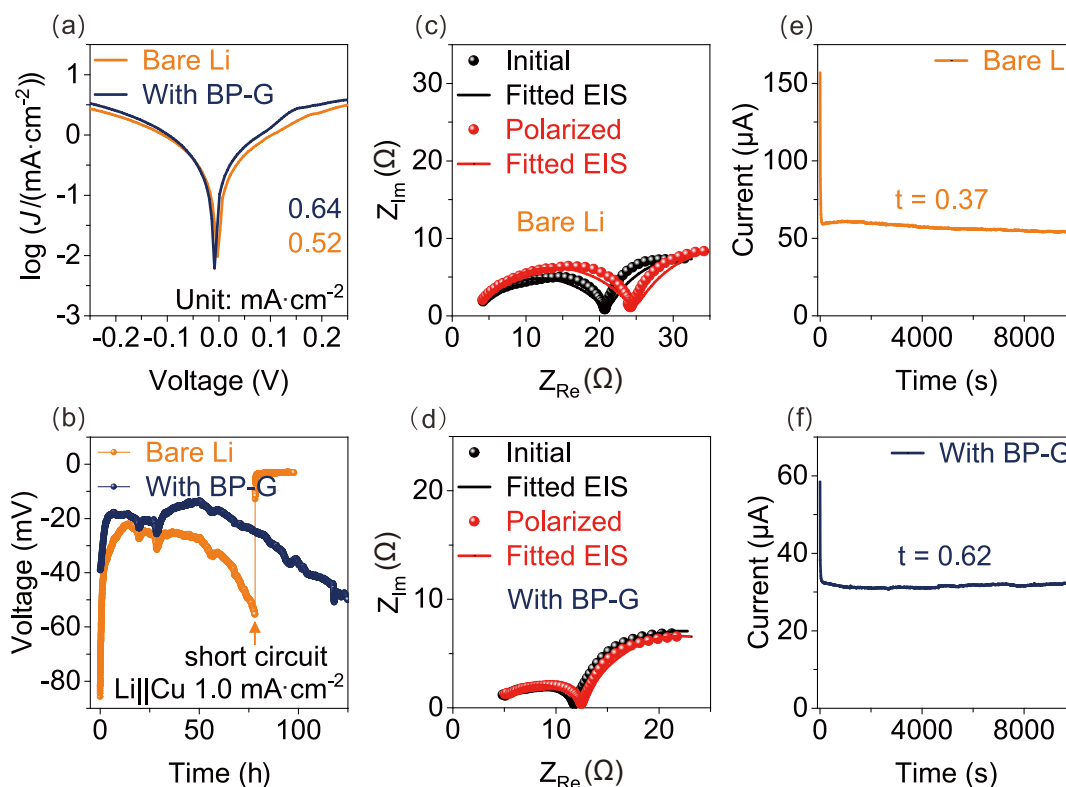 (a)
Bare Li
With BP-G
log (J/(mA·cm-2))
1
0
-1
-2
-3
0.64
0.52
Unit: mA·cm-2
-0.2 -0.1 0.0 0.1 0.2
Voltage (V)
(c)
Initial
Fitted EIS
Polarized
Fitted EIS
Bare Li
ZIm (Ω)
30
20
10
0
0 10 20 30
ZRe (Ω)
(e)
Bare L
t = 0.37
Current (μA)
150
100
50
0
0 4000 8000
Time (s)
(b)
Bare Li
With BP-G
Voltage (mV)
0
-20
-40
-60
-80
short circuit
Li||Cu 1.0 mA·cm-2
0 50 100
Time (h)
(d)
Initial
Fitted EIS
Polarized
Fitted EIS
With BP-G
ZIm (Ω)
20
10
0
0 10 20
ZRe (Ω)
(f)
With BP-G
t = 0.62
Current (μA)
60
40
20
0
0 4000 8000
Time (s)